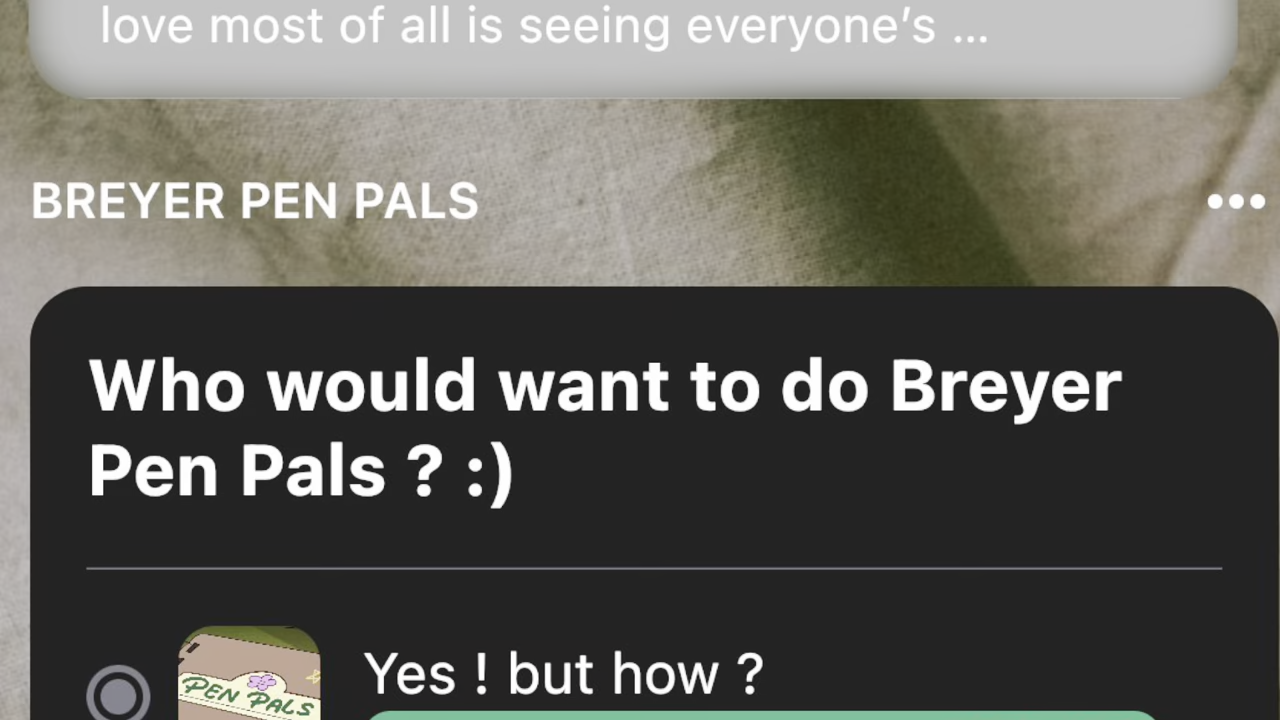 love most of all is seeing everyone’s ...
BREYER PEN PALS
Who would want to do Breyer
Pen Pals ? :)
Yes ! but how ?
PEN PALS